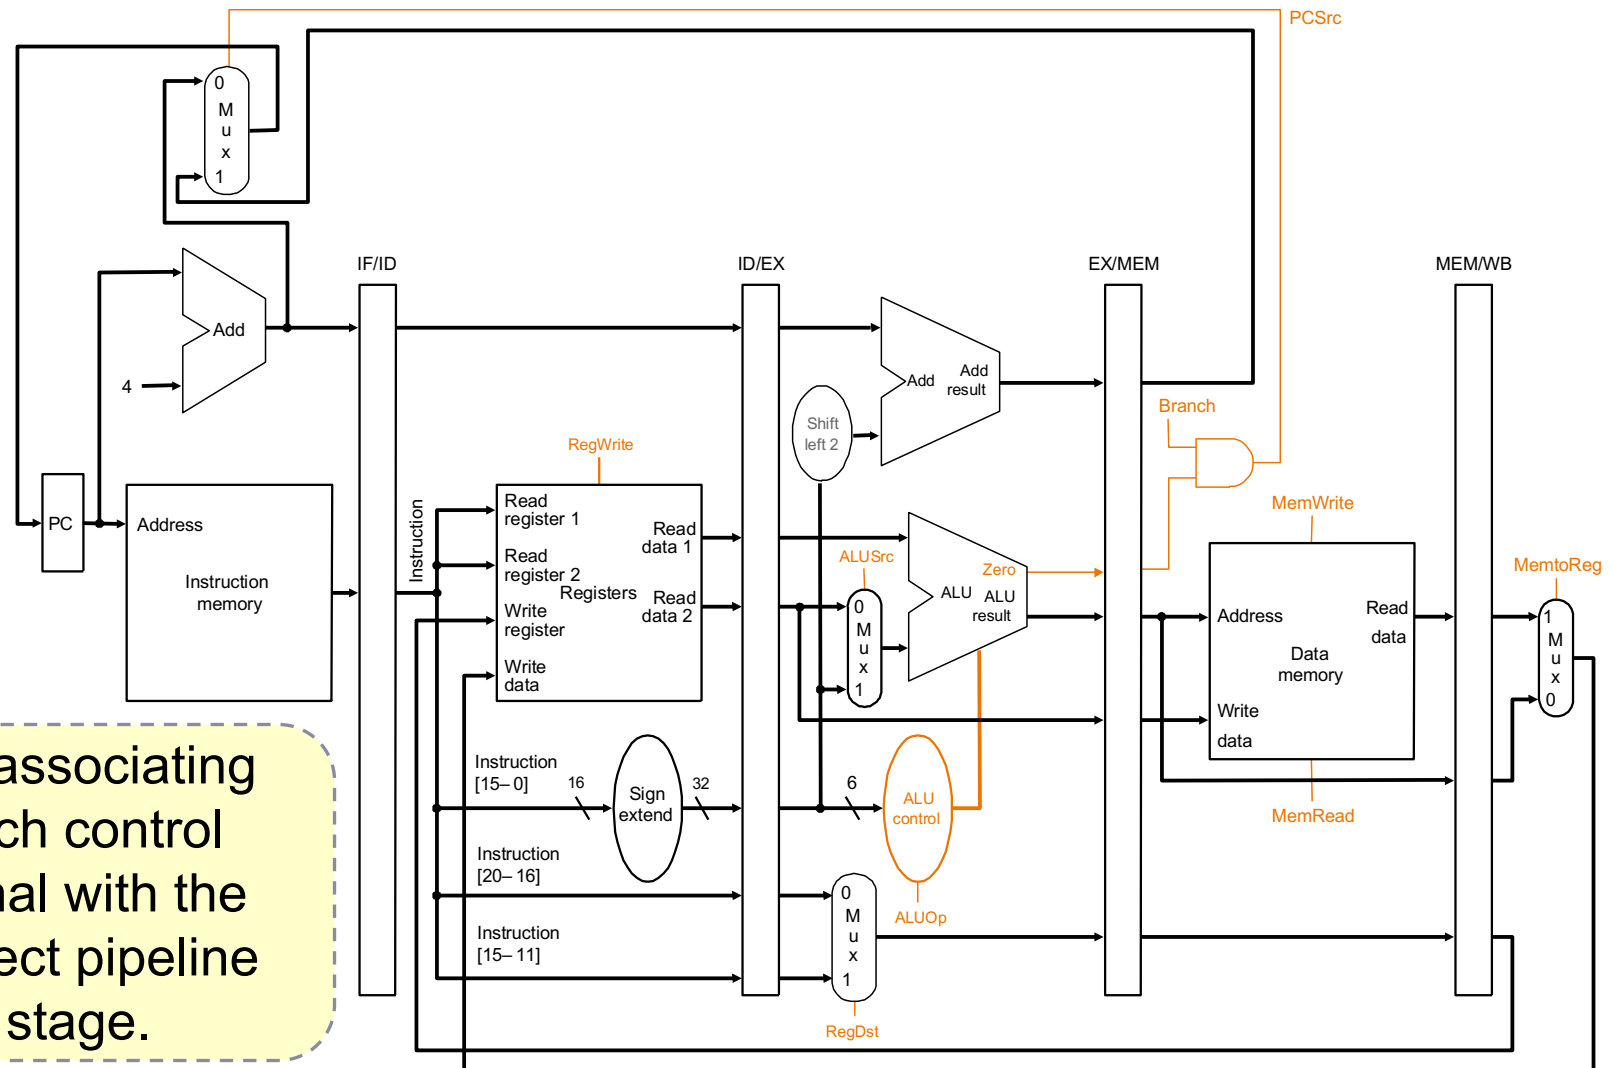 PCSrc
0
M
u
x
1
IF/ID
ID/EX
EX/MEM
MEM/WB
Add
4
Add
Add
result
Shift
left 2
Branch
RegWrite
PC
Address
Instruction
memory
Instruction
Read
register 1
Read
register 2
Registers
Write
register
Write
data
Read
data 1
Read
data 2
ALUSrc
0
M
u
x
1
Zero
ALU
ALU
result
MemWrite
Address
Read
data
Data
memory
Write
data
MemRead
MemtoReg
1
M
u
x
0
Instruction
[15– 0]
16
Sign
extend
32
6
ALU
control
ALUOp
Instruction
[20– 16]
Instruction
[15– 11]
0
M
u
x
1
RegDst
associating
ch control
nal with the
ect pipeline
stage.